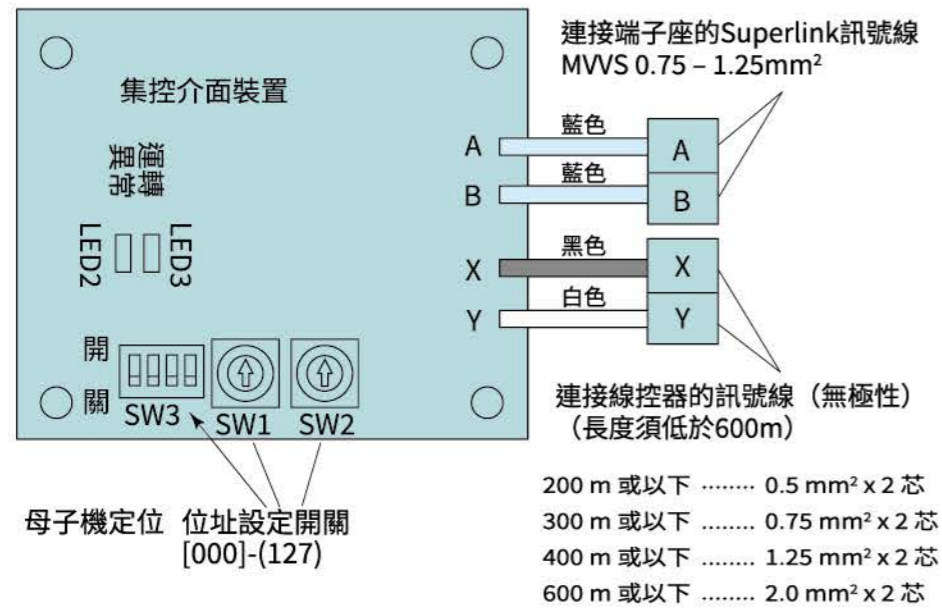 連接端子座的Superlink訊號線
MVVS 0.75 – 1.25mm²
集控介面裝置
運轉
異常
LED2
LED3
A
藍色
A
B
藍色
B
X
黑色
X
Y
白色
Y
開
關
SW3
SW1
SW2
連接線控器的訊號線（無極性）
（長度須低於600m）
母子機定位
位址設定開關
[000]-(127)
200 m 或以下 ········ 0.5 mm² x 2 芯
300 m 或以下 ........ 0.75 mm² x 2 芯
400 m 或以下 ........ 1.25 mm² x 2 芯
600 m 或以下 ........ 2.0 mm² x 2 芯